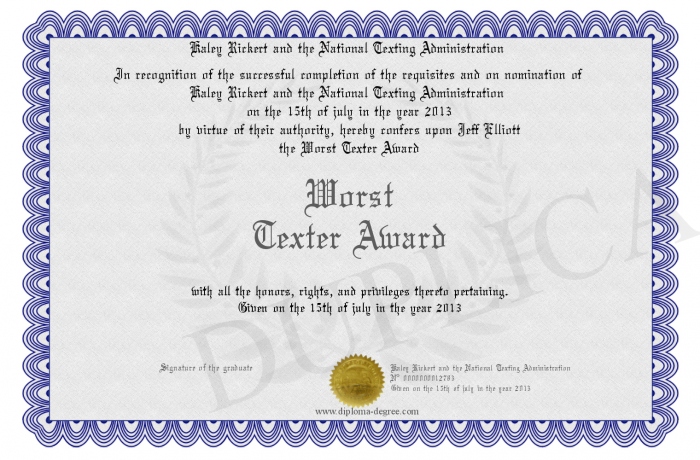 Kaley Rickert and the National Texting Administration
In recognition of the successful completion of the requisites and on nomination of
Kaley Rickert and the National Texting Administration
on the 15th of july in the year 2013
by virtue of their authority, hereby confers upon Jeff Elliott
the Worst Texter Award
Worst
Texter Award
with all the honors, rights, and privileges thereto pertaining.
Given on the 15th of july in the year 2013
DUPLICA
Signature of the graduate
Kaley Rickert and the National Texting Administration
Nº 0000000012783
Given on the 15th of july in the year 2013
www.diploma-degree.com